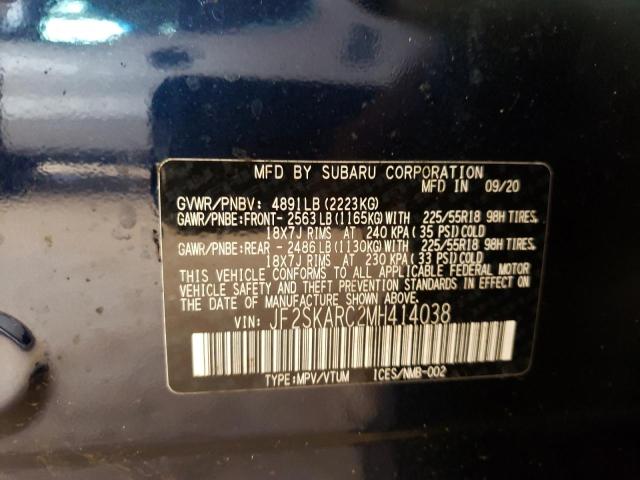 MFD BY SUBARU CORPORATION
MFD IN 09/20
GVWR/PNBV: 4891LB(2223KG)
GAWR/PNBE:FRONT- 2563LB(1165KG)WITH 225/55R18 98H TIRES,
18X7J RIMS AT 240 KPA( 35 PSI)COLD
GAWR/PNBE:REAR - 2486LB(1130KG)WITH 225/55R18 98H TIRES,
18X7J RIMS AT 230 KPA( 33 PSI)COLD
THIS VEHICLE CONFORMS TO ALL APPLICABLE FEDERAL MOTOR
VEHICLE SAFETY AND THEFT PREVENTION STANDARDS IN EFFECT ON
THE DATE OF MANUFACTURE SHOWN ABOVE.
VIN: JF2SKARC2MH414038
TYPE:MPV/VTUM ICES/NMB-002